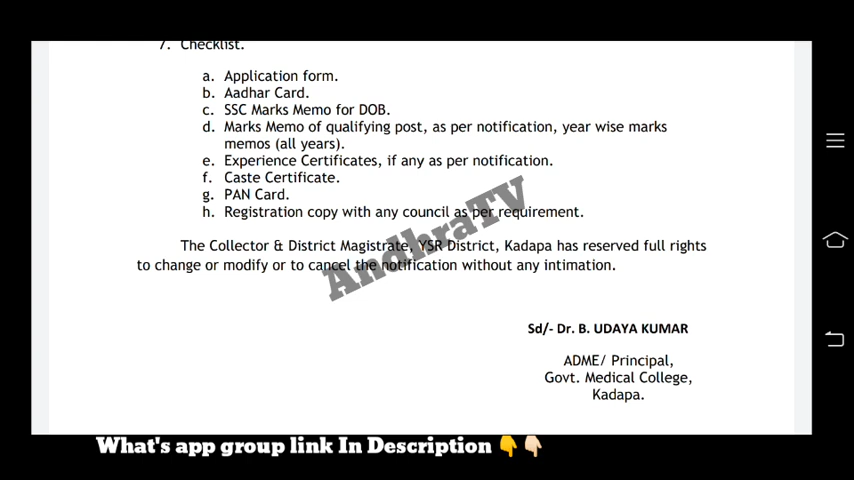 7. Checklist.
a. Application form.
b. Aadhar Card.
c. SSC Marks Memo for DOB.
d. Marks Memo of qualifying post, as per notification, year wise marks
memos (all years).
e. Experience Certificates, if any as per notification.
f. Caste Certificate.
g. PAN Card.
h. Registration copy with any council as per requirement.
The Collector & District Magistrate, YSR District, Kadapa has reserved full rights
to change or modify or to cancel the notification without any intimation.
AndhraTV
Sd/- Dr. B. UDAYA KUMAR
ADME/ Principal,
Govt. Medical College,
Kadapa.
What's app group link In Description 👇👇🏻